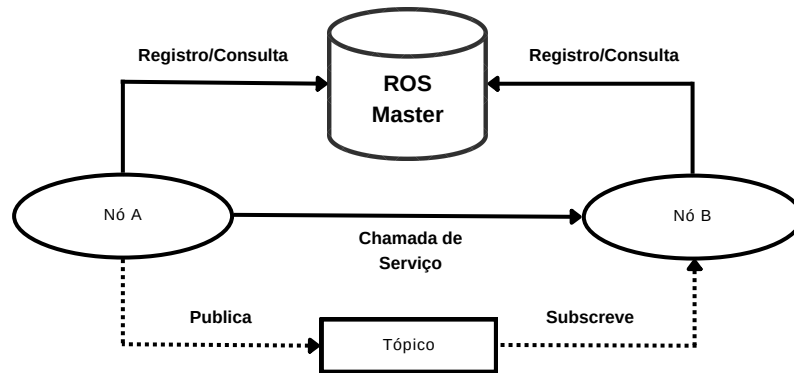 Registro/Consulta
Registro/Consulta
ROS
Master
Nó A
Nó B
Chamada de
Serviço
Publica
Subscreve
Tópico